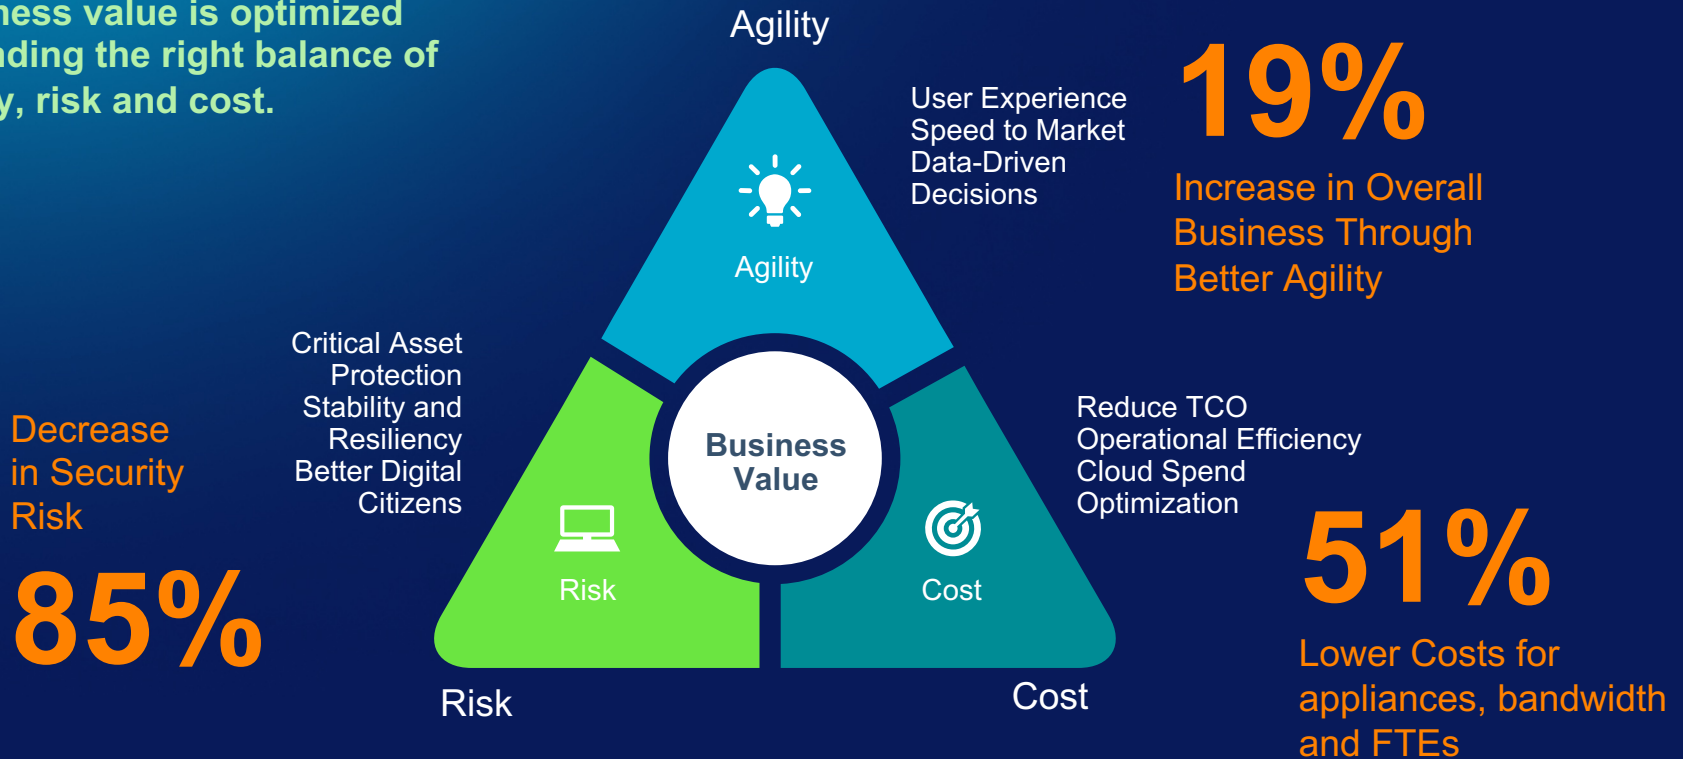 ness value is optimized
nding the right balance of
y, risk and cost.
Agility
User Experience
Speed to Market
Data-Driven
Decisions
19%
Increase in Overall
Business Through
Better Agility
Agility
Critical Asset
Protection
Stability and
Resiliency
Better Digital
Citizens
Decrease
in Security
Risk
85%
Business
Value
Risk
Cost
Reduce TCO
Operational Efficiency
Cloud Spend
Optimization
51%
Lower Costs for
appliances, bandwidth
and FTEs
Risk
Cost